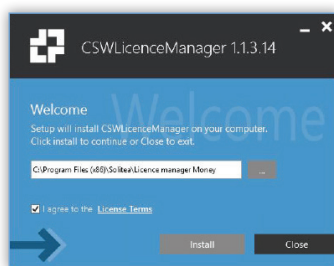 CSWLicenceManager 1.1.3.14
Welcome
Welcome
Setup will install CSWLicenceManager on your computer.
Click install to continue or Close to exit.
C:\Program Files (x86)\Solitea\Licence manager Money
...
I agree to the License Terms
Install
Close